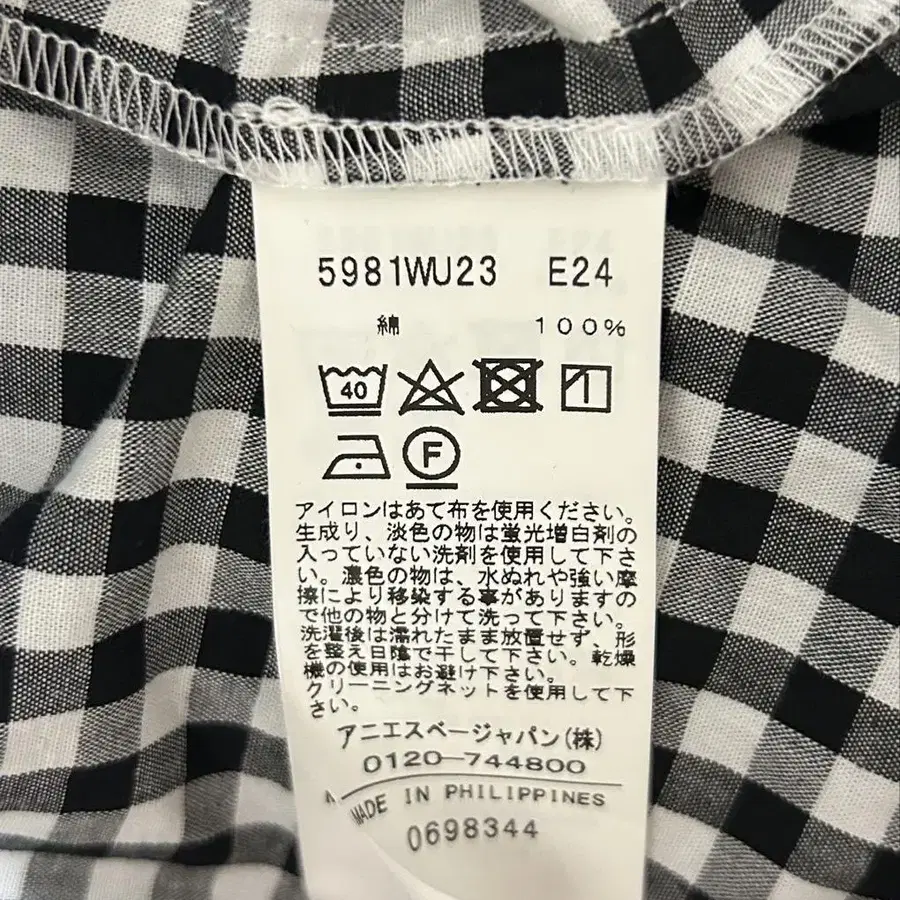 5981WU23 E24
綿 100%
40
F
アイロンはあて布を使用ください。
生成り、淡色の物は蛍光増白剤の
入っていない洗剤を使用して下さ
い。濃色の物は、水ぬれや強い摩
擦により移染する事がありますの
で他の物と分けて洗って下さい。
洗濯後は濡れたまま放置せず、形
を整え日陰で干して下さい。乾燥
機の使用はお避け下さい。
クリーニングネットを使用して下
さい。
アニエスベージャパン(株)
0120-744800
MADE IN PHILIPPINES
0698344